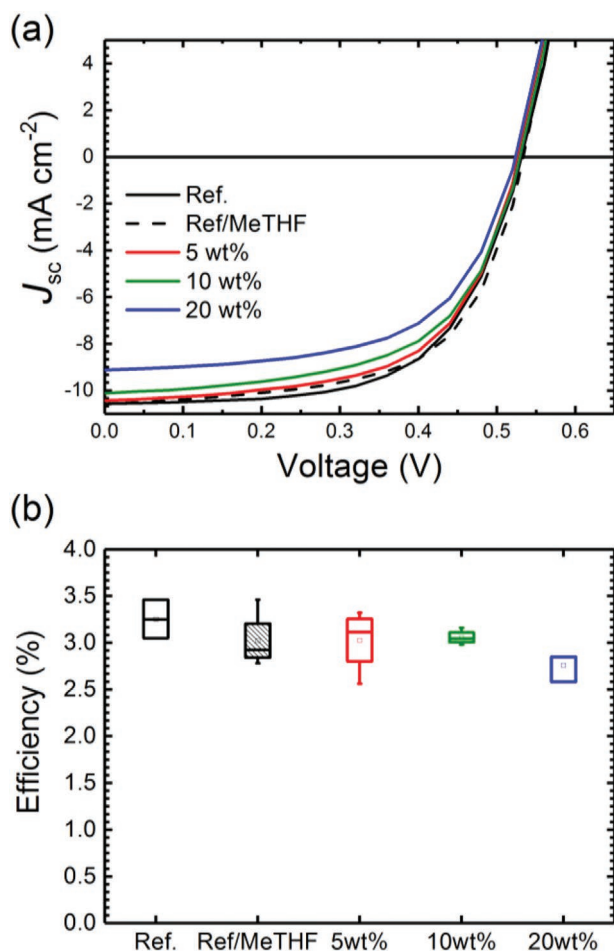 (a)
4
2
0
-2
-4
-6
-8
-10
J_sc (mA cm⁻²)
Ref.
Ref/MeTHF
5 wt%
10 wt%
20 wt%
0.0 0.1 0.2 0.3 0.4 0.5 0.6
Voltage (V)
(b)
4.0
3.5
3.0
2.5
2.0
1.5
1.0
0.5
0.0
Efficiency (%)
Ref. Ref/MeTHF 5wt% 10wt% 20wt%